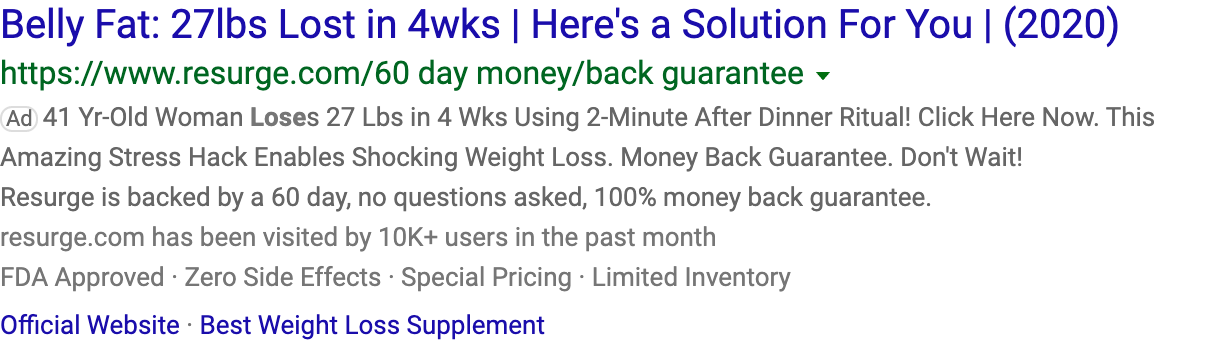 Belly Fat: 27lbs Lost in 4wks | Here's a Solution For You | (2020)
https://www.resurge.com/60 day money/back guarantee
Ad 41 Yr-Old Woman Loses 27 Lbs in 4 Wks Using 2-Minute After Dinner Ritual! Click Here Now. This
Amazing Stress Hack Enables Shocking Weight Loss. Money Back Guarantee. Don't Wait!
Resurge is backed by a 60 day, no questions asked, 100% money back guarantee.
resurge.com has been visited by 10K+ users in the past month
FDA Approved · Zero Side Effects · Special Pricing · Limited Inventory
Official Website · Best Weight Loss Supplement